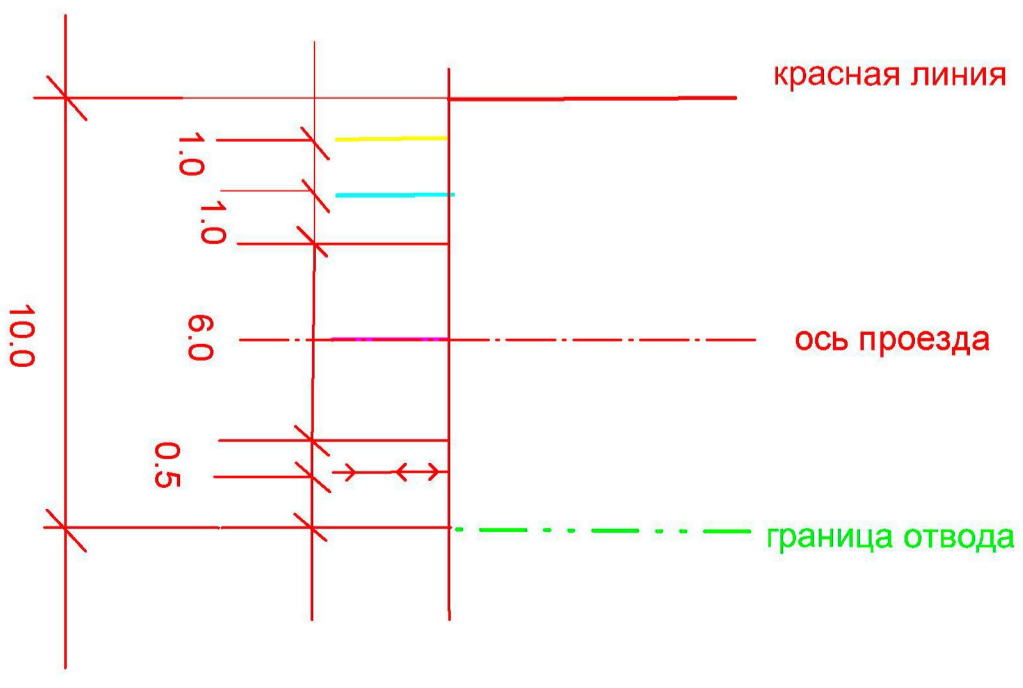 красная линия
1.0
1.0
10.0
6.0
ось проезда
0.5
граница отвода